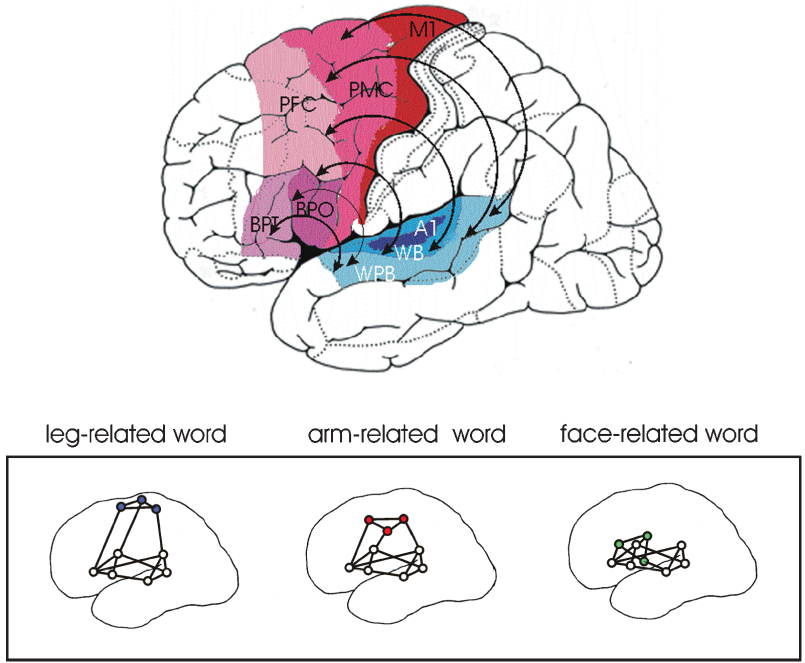 M1
PFC
PMC
BPT
BPO
A1
WB
WPB
leg-related word
arm-related word
face-related word